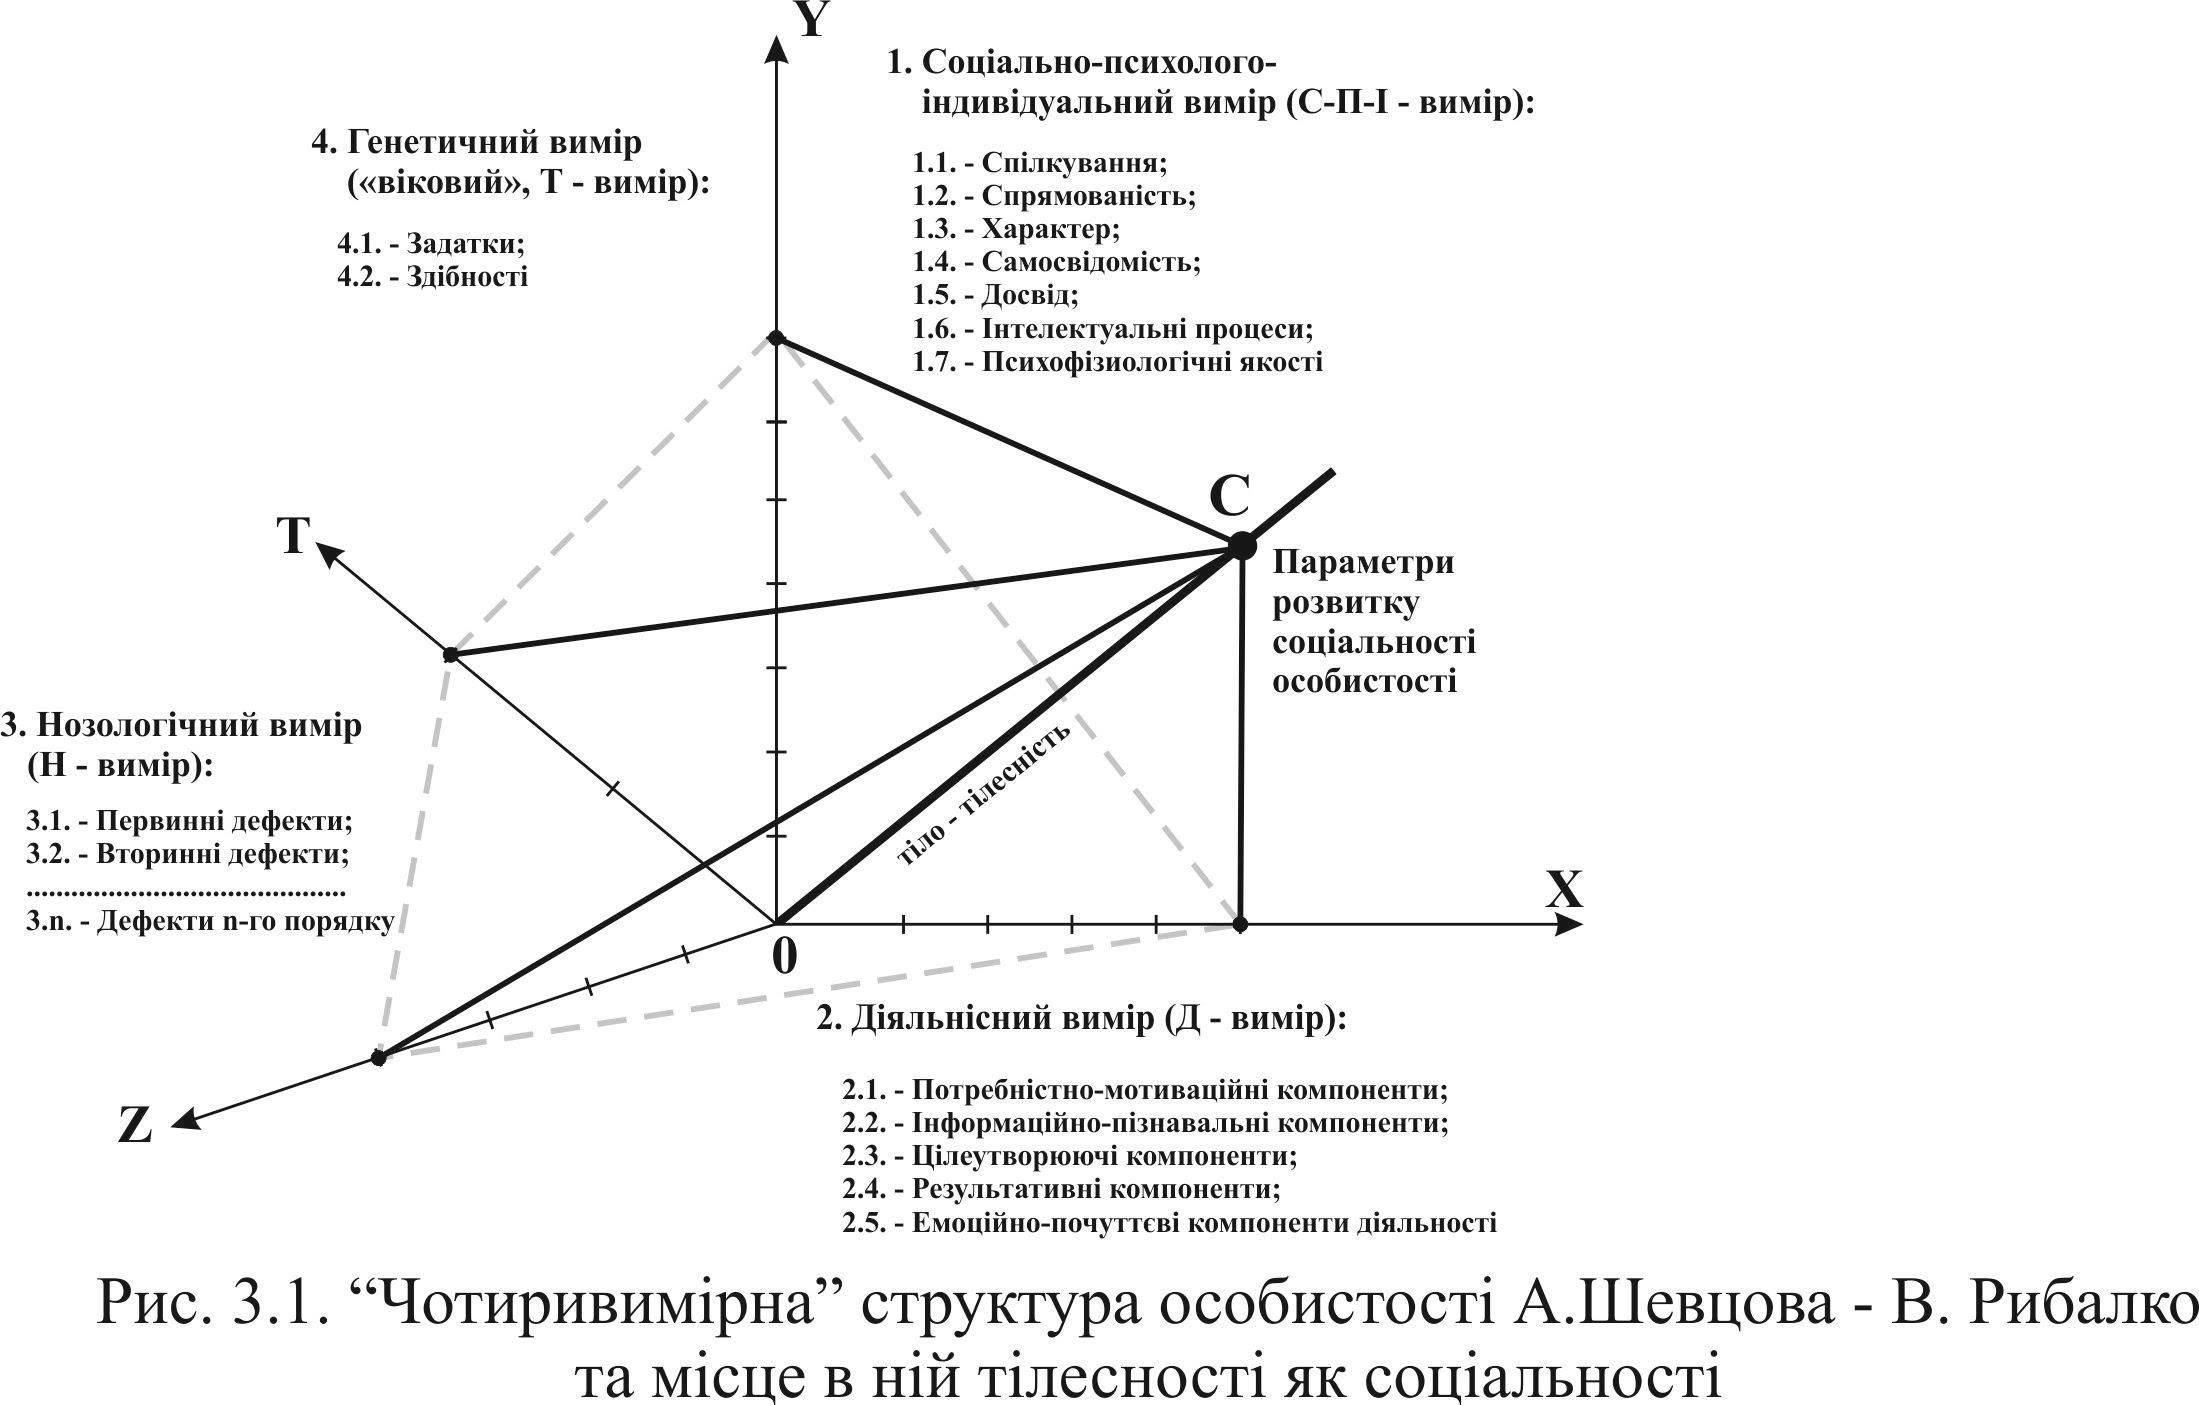 Y
1. Соціально-психолого-
індивідуальний вимір (С-П-І - вимір):
1.1. - Спілкування;
1.2. - Спрямованість;
1.3. - Характер;
1.4. - Самосвідомість;
1.5. - Досвід;
1.6. - Інтелектуальні процеси;
1.7. - Психофізиологічні якості
4. Генетичний вимір
(«віковий», Т - вимір):
4.1. - Задатки;
4.2. - Здібності
T
C
Параметри
розвитку
соціальності
особистості
тіло - тілесність
3. Нозологічний вимір
(Н - вимір):
3.1. - Первинні дефекти;
3.2. - Вторинні дефекти;
...........................................
3.n. - Дефекти n-го порядку
X
0
Z
2. Діяльнісний вимір (Д - вимір):
2.1. - Потребністно-мотиваційні компоненти;
2.2. - Інформаційно-пізнавальні компоненти;
2.3. - Цілеутворюючі компоненти;
2.4. - Результативні компоненти;
2.5. - Емоційно-почуттєві компоненти діяльності
Рис. 3.1. “Чотиривимірна” структура особистості А.Шевцова - В. Рибалко
та місце в ній тілесності як соціальності